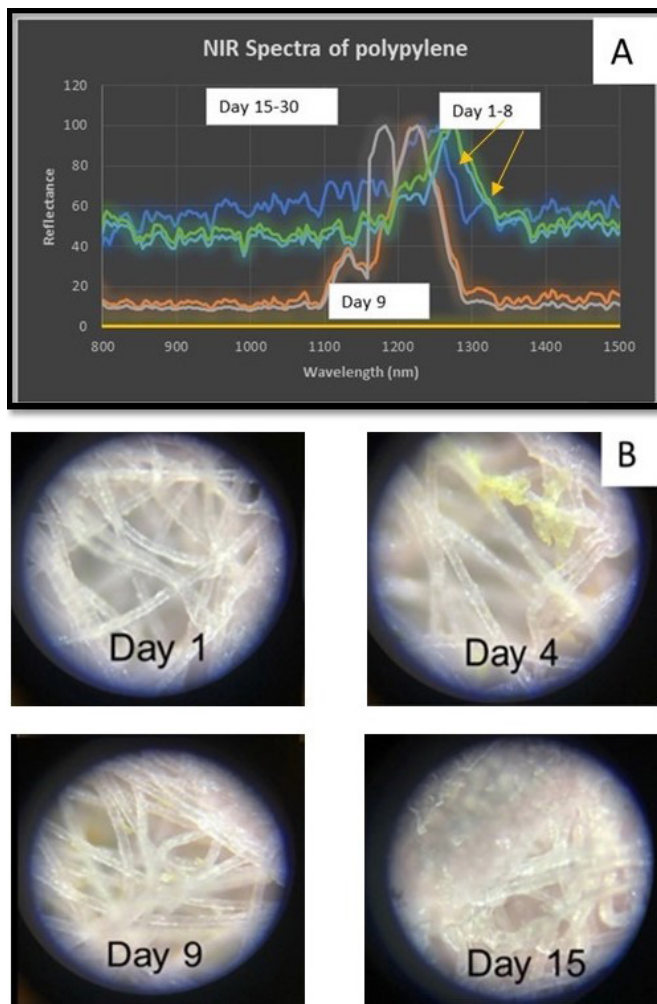 NIR Spectra of polypylene
A
Day 15-30
Day 1-8
Day 9
Reflectance
120
100
80
60
40
20
0
800 900 1000 1100 1200 1300 1400 1500
Wavelength (nm)
B
Day 1
Day 4
Day 9
Day 15